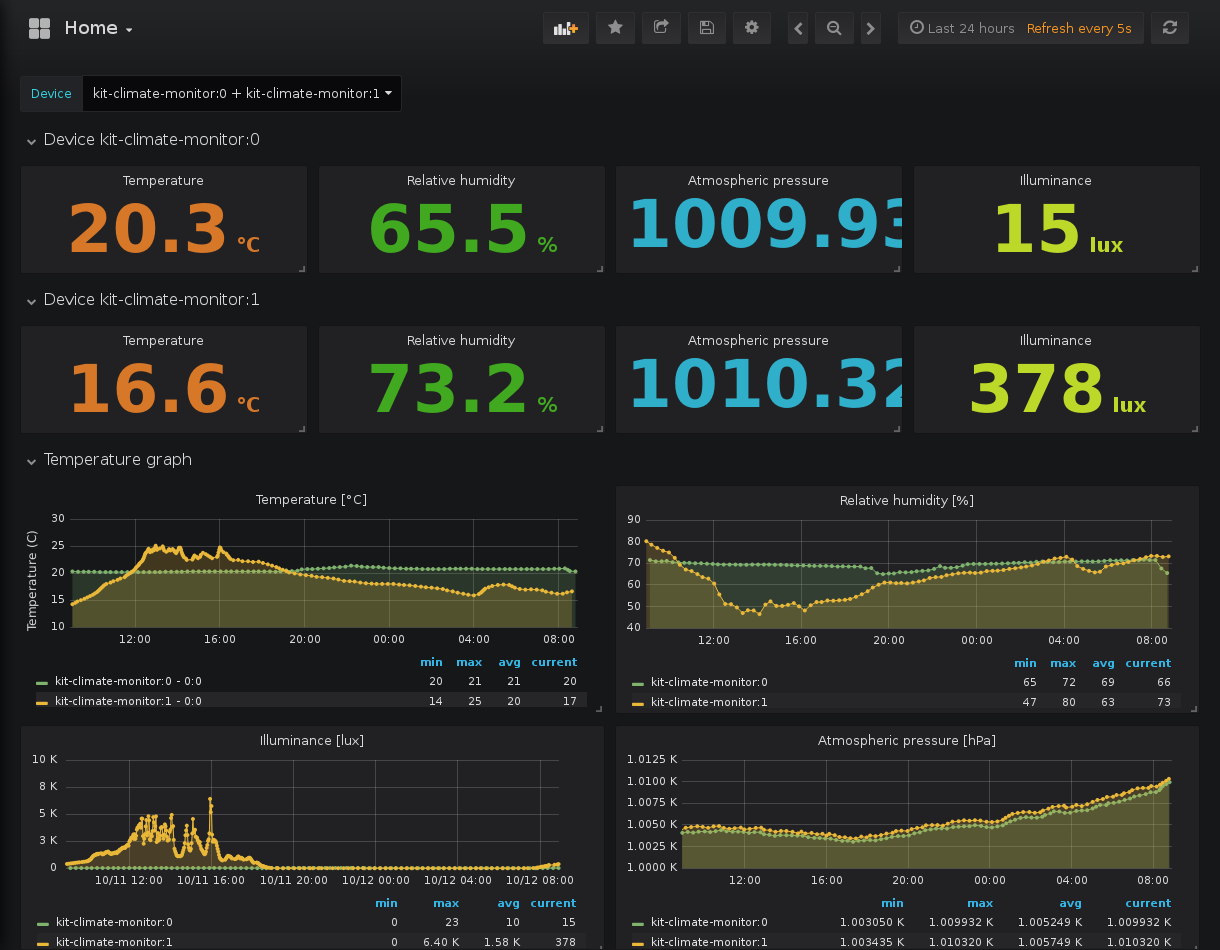 Home
Last 24 hours Refresh every 5s
Device kit-climate-monitor:0 + kit-climate-monitor:1
Device kit-climate-monitor:0
Temperature Relative humidity Atmospheric pressure Illuminance
20.3 °C 65.5 % 1009.93 15 lux
Device kit-climate-monitor:1
Temperature Relative humidity Atmospheric pressure Illuminance
16.6 °C 73.2 % 1010.32 378 lux
Temperature graph
Temperature [°C]
Temperature (C)
30
25
20
15
10
12:00 16:00 20:00 00:00 04:00 08:00
min max avg current
kit-climate-monitor:0 - 0:0 20 21 21 20
kit-climate-monitor:1 - 0:0 14 25 20 17
Relative humidity [%]
90
80
70
60
50
40
12:00 16:00 20:00 00:00 04:00 08:00
min max avg current
kit-climate-monitor:0 65 72 69 66
kit-climate-monitor:1 47 80 63 73
Illuminance [lux]
10 K
8 K
5 K
3 K
0
10/11 12:00 10/11 16:00 10/11 20:00 10/12 00:00 10/12 04:00 10/12 08:00
min max avg current
kit-climate-monitor:0 0 23 10 15
kit-climate-monitor:1 0 6.40 K 1.58 K 378
Atmospheric pressure [hPa]
1.0125 K
1.0100 K
1.0075 K
1.0050 K
1.0025 K
1.0000 K
12:00 16:00 20:00 00:00 04:00 08:00
min max avg current
kit-climate-monitor:0 1.003050 K 1.009932 K 1.005249 K 1.009932 K
kit-climate-monitor:1 1.003435 K 1.010320 K 1.005749 K 1.010320 K